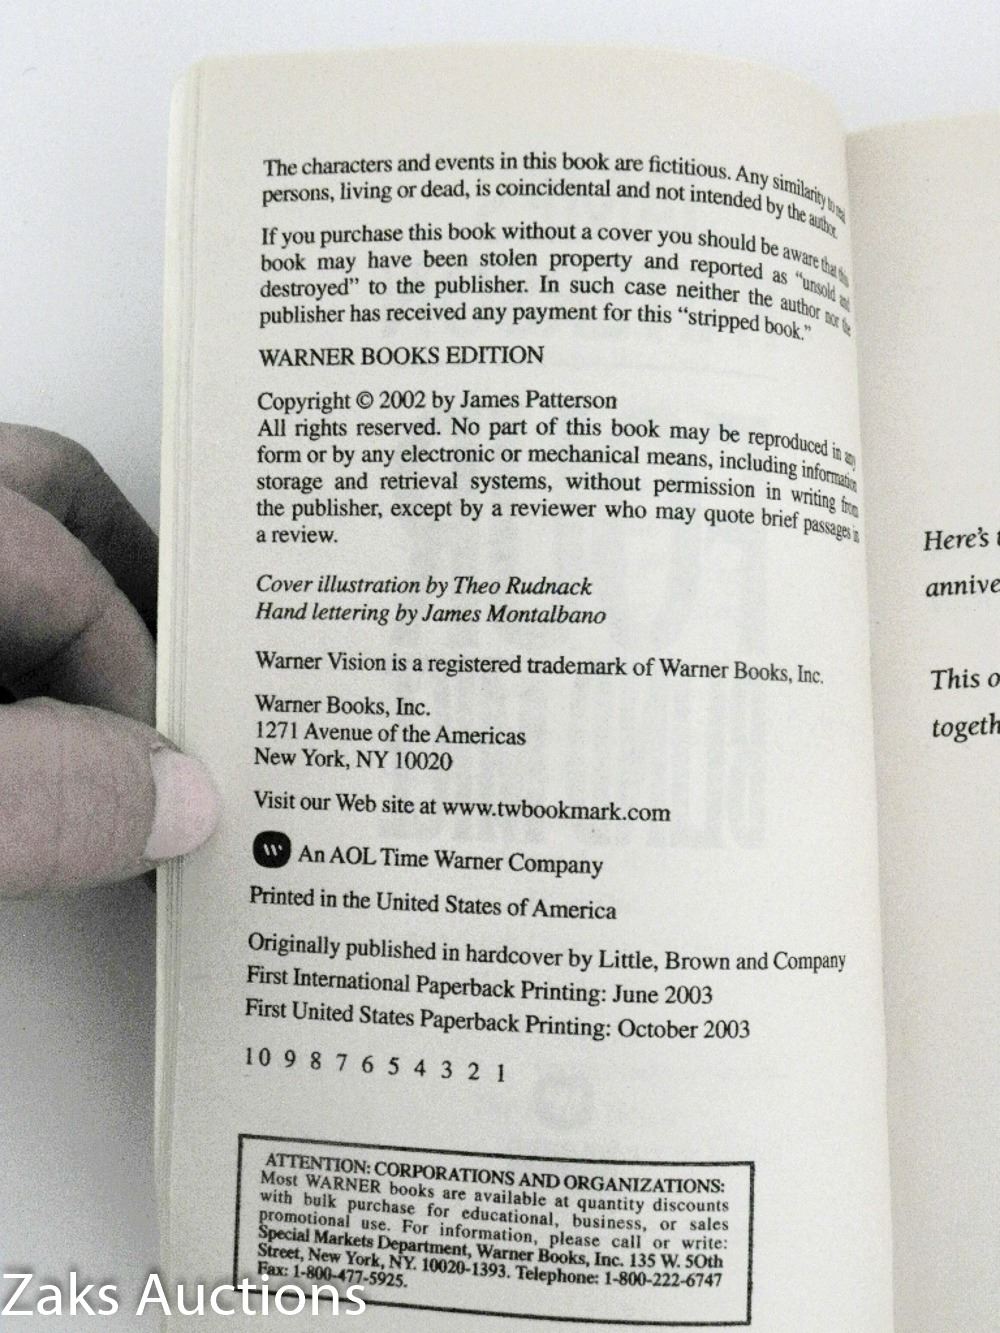 The characters and events in this book are fictitious. Any similarity to real
persons, living or dead, is coincidental and not intended by the author.
If you purchase this book without a cover you should be aware that this
book may have been stolen property and reported as "unsold and
destroyed" to the publisher. In such case neither the author nor the
publisher has received any payment for this "stripped book."
WARNER BOOKS EDITION
Copyright © 2002 by James Patterson
All rights reserved. No part of this book may be reproduced in any
form or by any electronic or mechanical means, including information
storage and retrieval systems, without permission in writing from
the publisher, except by a reviewer who may quote brief passages in
a review.
Cover illustration by Theo Rudnack
Hand lettering by James Montalbano
Warner Vision is a registered trademark of Warner Books, Inc.
Warner Books, Inc.
1271 Avenue of the Americas
New York, NY 10020
Visit our Web site at www.twbookmark.com
W An AOL Time Warner Company
Printed in the United States of America
Originally published in hardcover by Little, Brown and Company
First International Paperback Printing: June 2003
First United States Paperback Printing: October 2003
10 9 8 7 6 5 4 3 2 1
ATTENTION: CORPORATIONS AND ORGANIZATIONS:
Most WARNER books are available at quantity discounts
with bulk purchase for educational, business, or sales
promotional use. For information, please call or write:
Special Markets Department, Warner Books, Inc. 135 W. 50th
Street, New York, NY. 10020-1393. Telephone: 1-800-222-6747
Fax: 1-800-477-5925.
Here's t
annive
This o
togeth
Zaks Auctions